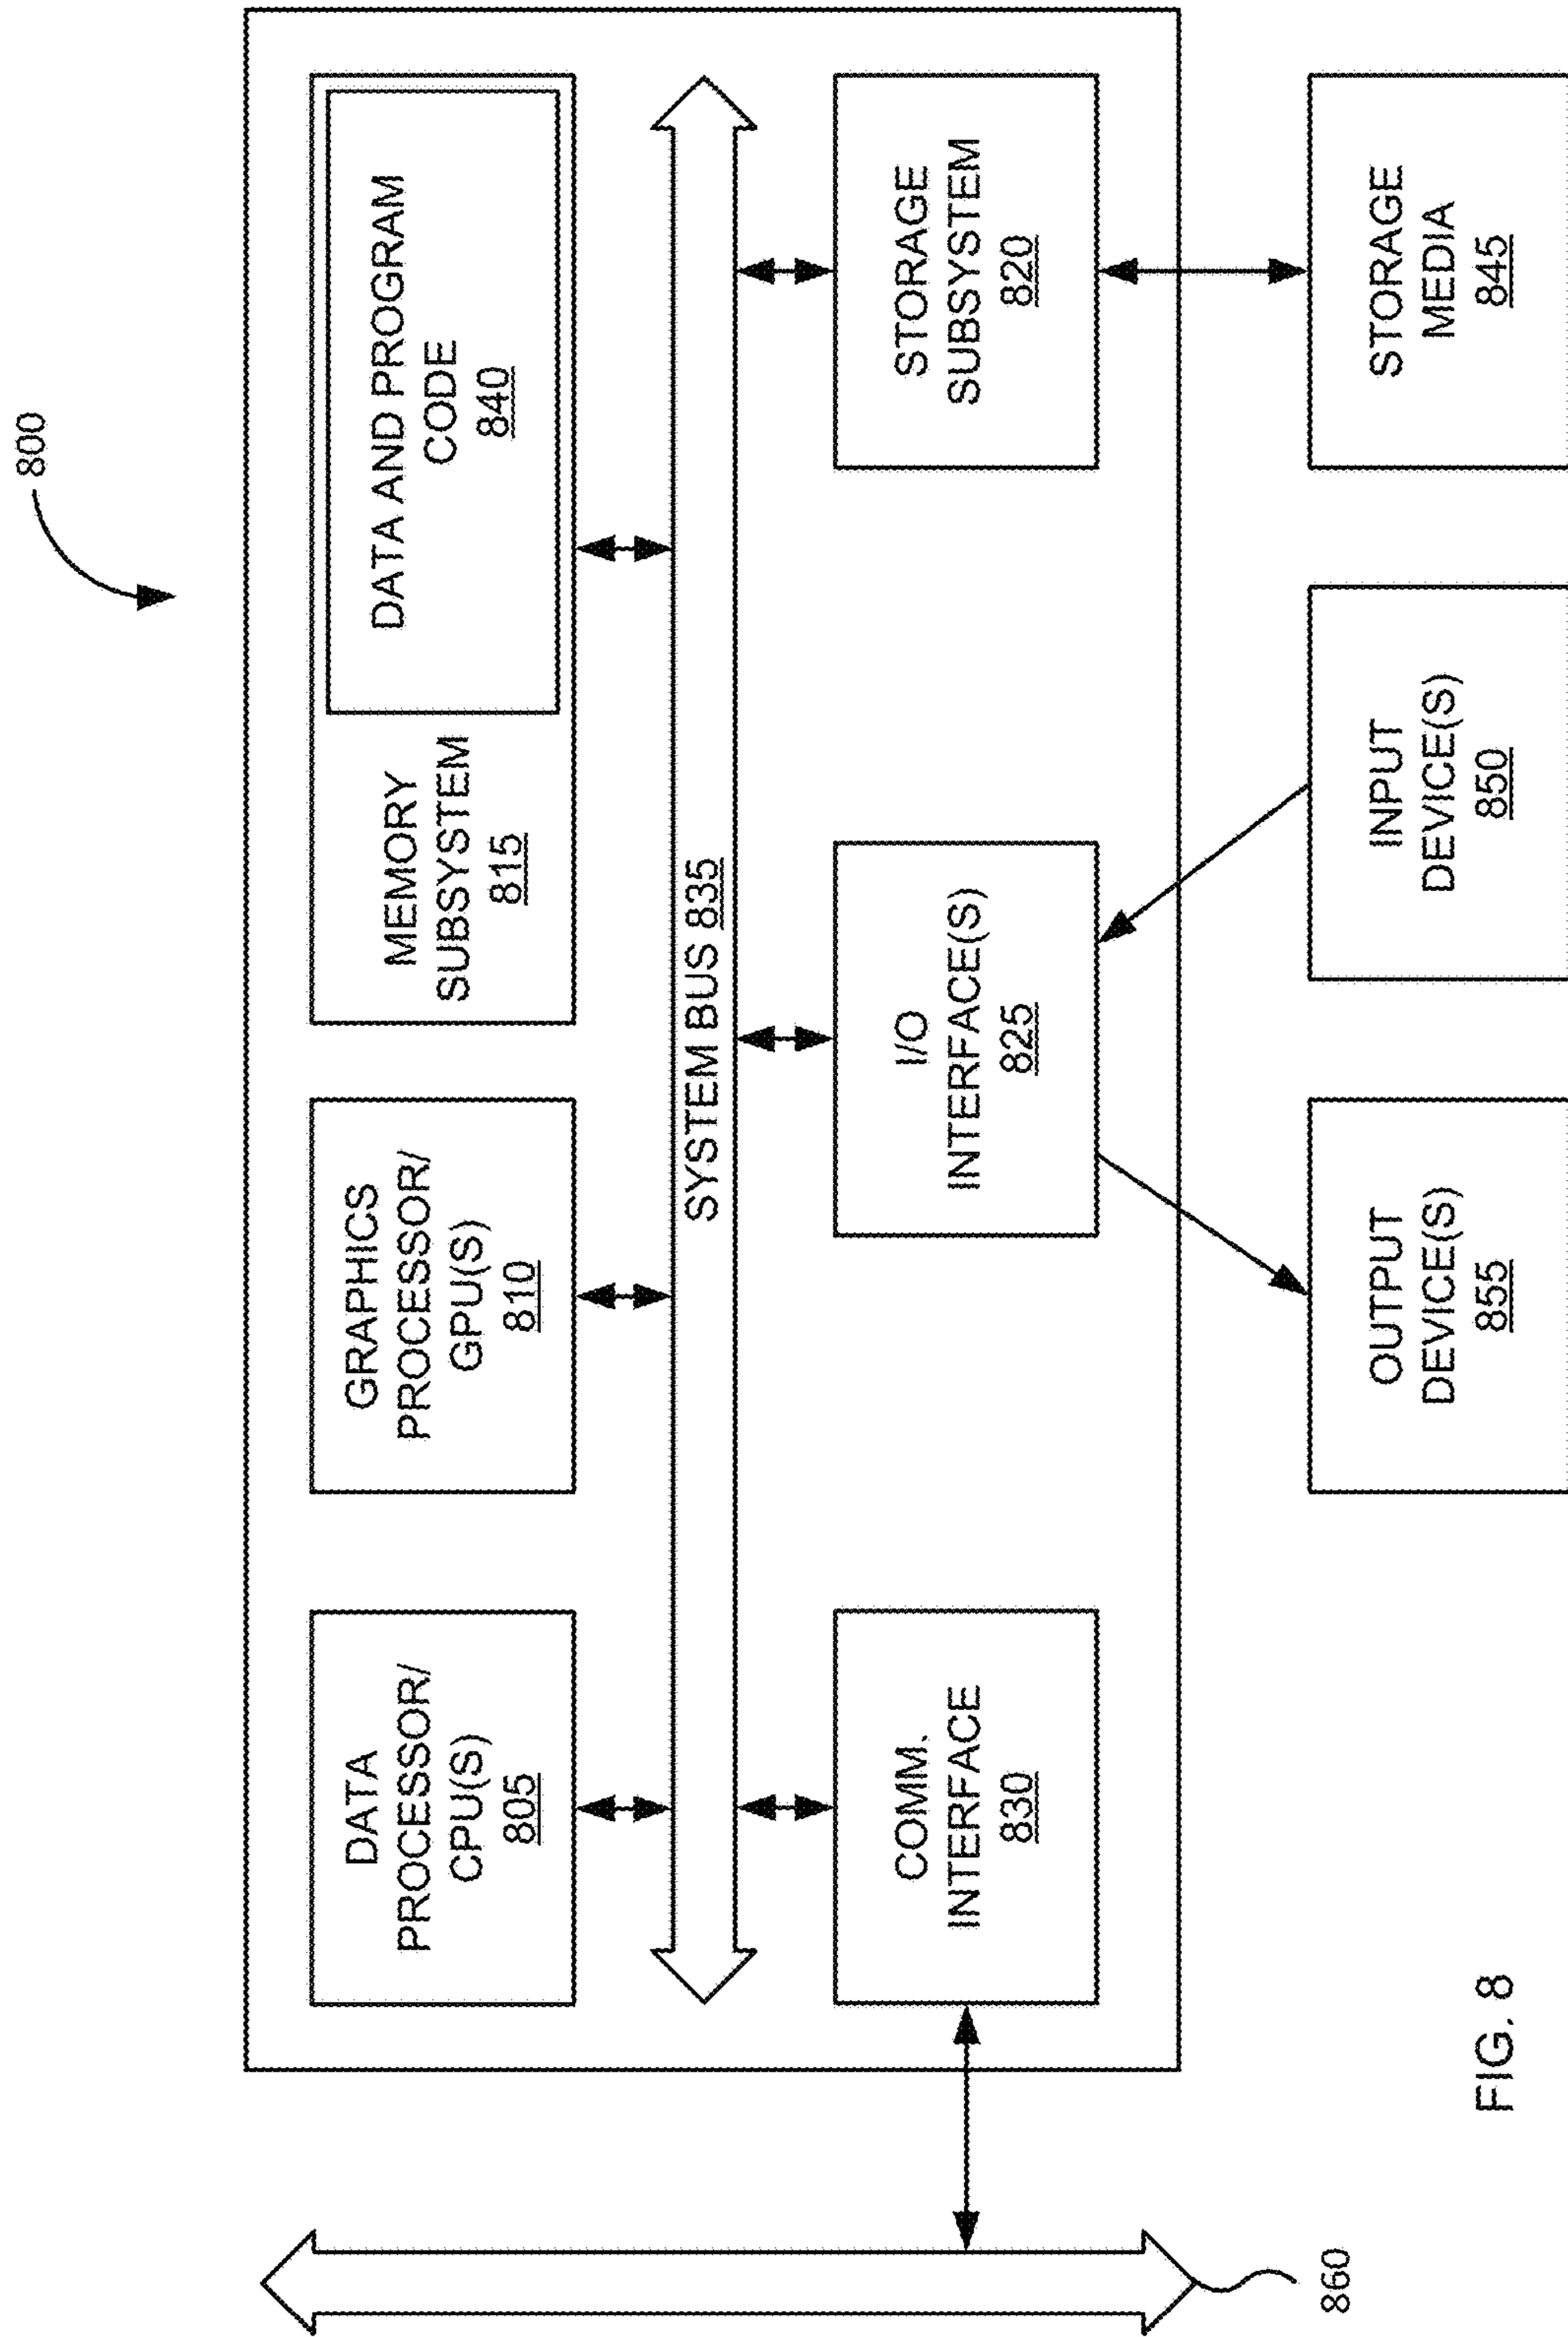 800
DATA
PROCESSOR/
CPU(S)
805
GRAPHICS
PROCESSOR/
GPU(S)
810
MEMORY
SUBSYSTEM
815
DATA AND PROGRAM
CODE
840
SYSTEM BUS 835
COMM.
INTERFACE
830
I/O
INTERFACE(S)
825
STORAGE
SUBSYSTEM
820
860
OUTPUT
DEVICE(S)
855
INPUT
DEVICE(S)
850
STORAGE
MEDIA
845
FIG. 8